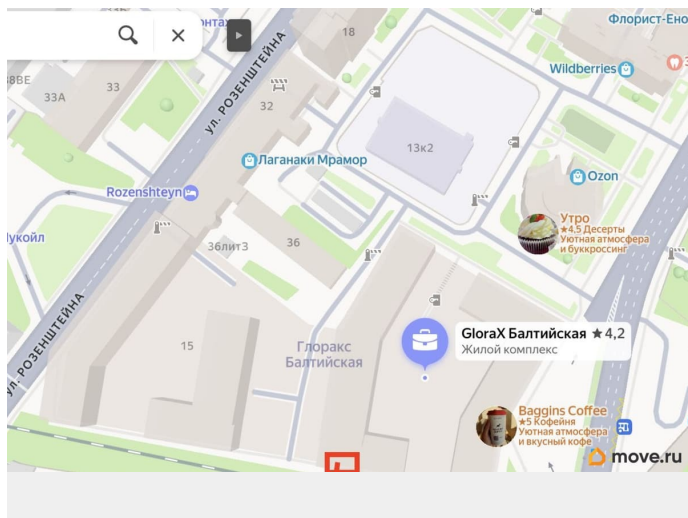 Флорист-Ено
18
Wildberries
33
33А
ул. РОЗЕНШТЕЙНА
32
13к2
Лаганаки Мрамор
Ozon
Rozenshteyn
Утро
★4.5 Десерты
Уютная атмосфера
и буккроссинг
укойл
36лит3
36
GloraX Балтийская ★4,2
Жилой комплекс
15
Глоракс
Балтийская
ул. РОЗЕНШТЕЙНА
Baggins Coffee
★5 Кофейня
Уютная атмосфера
и вкусный кофе
move.ru